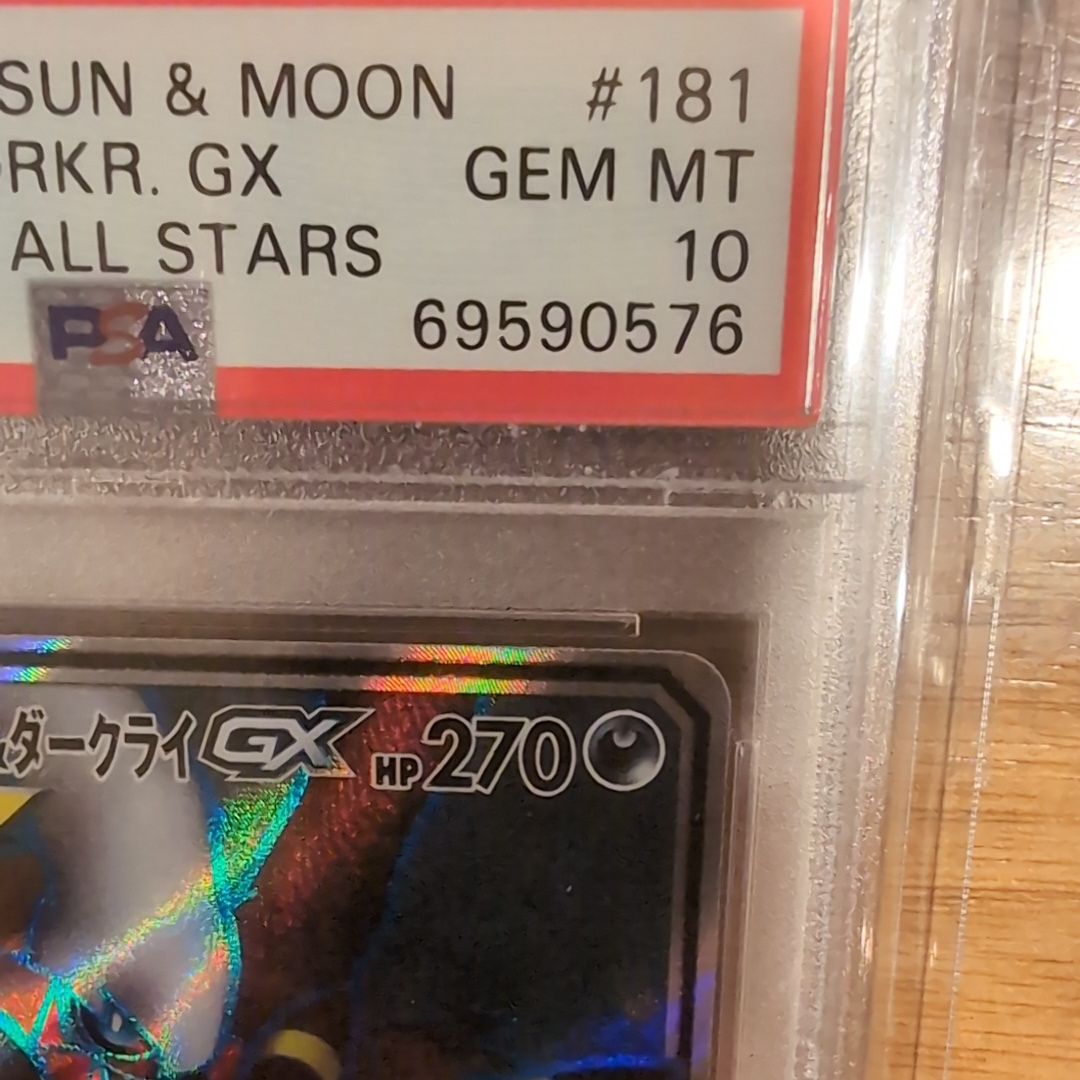 SUN & MOON #181
DRKR. GX GEM MT
ALL STARS 10
PSA 69590576
&ダークライGX HP270